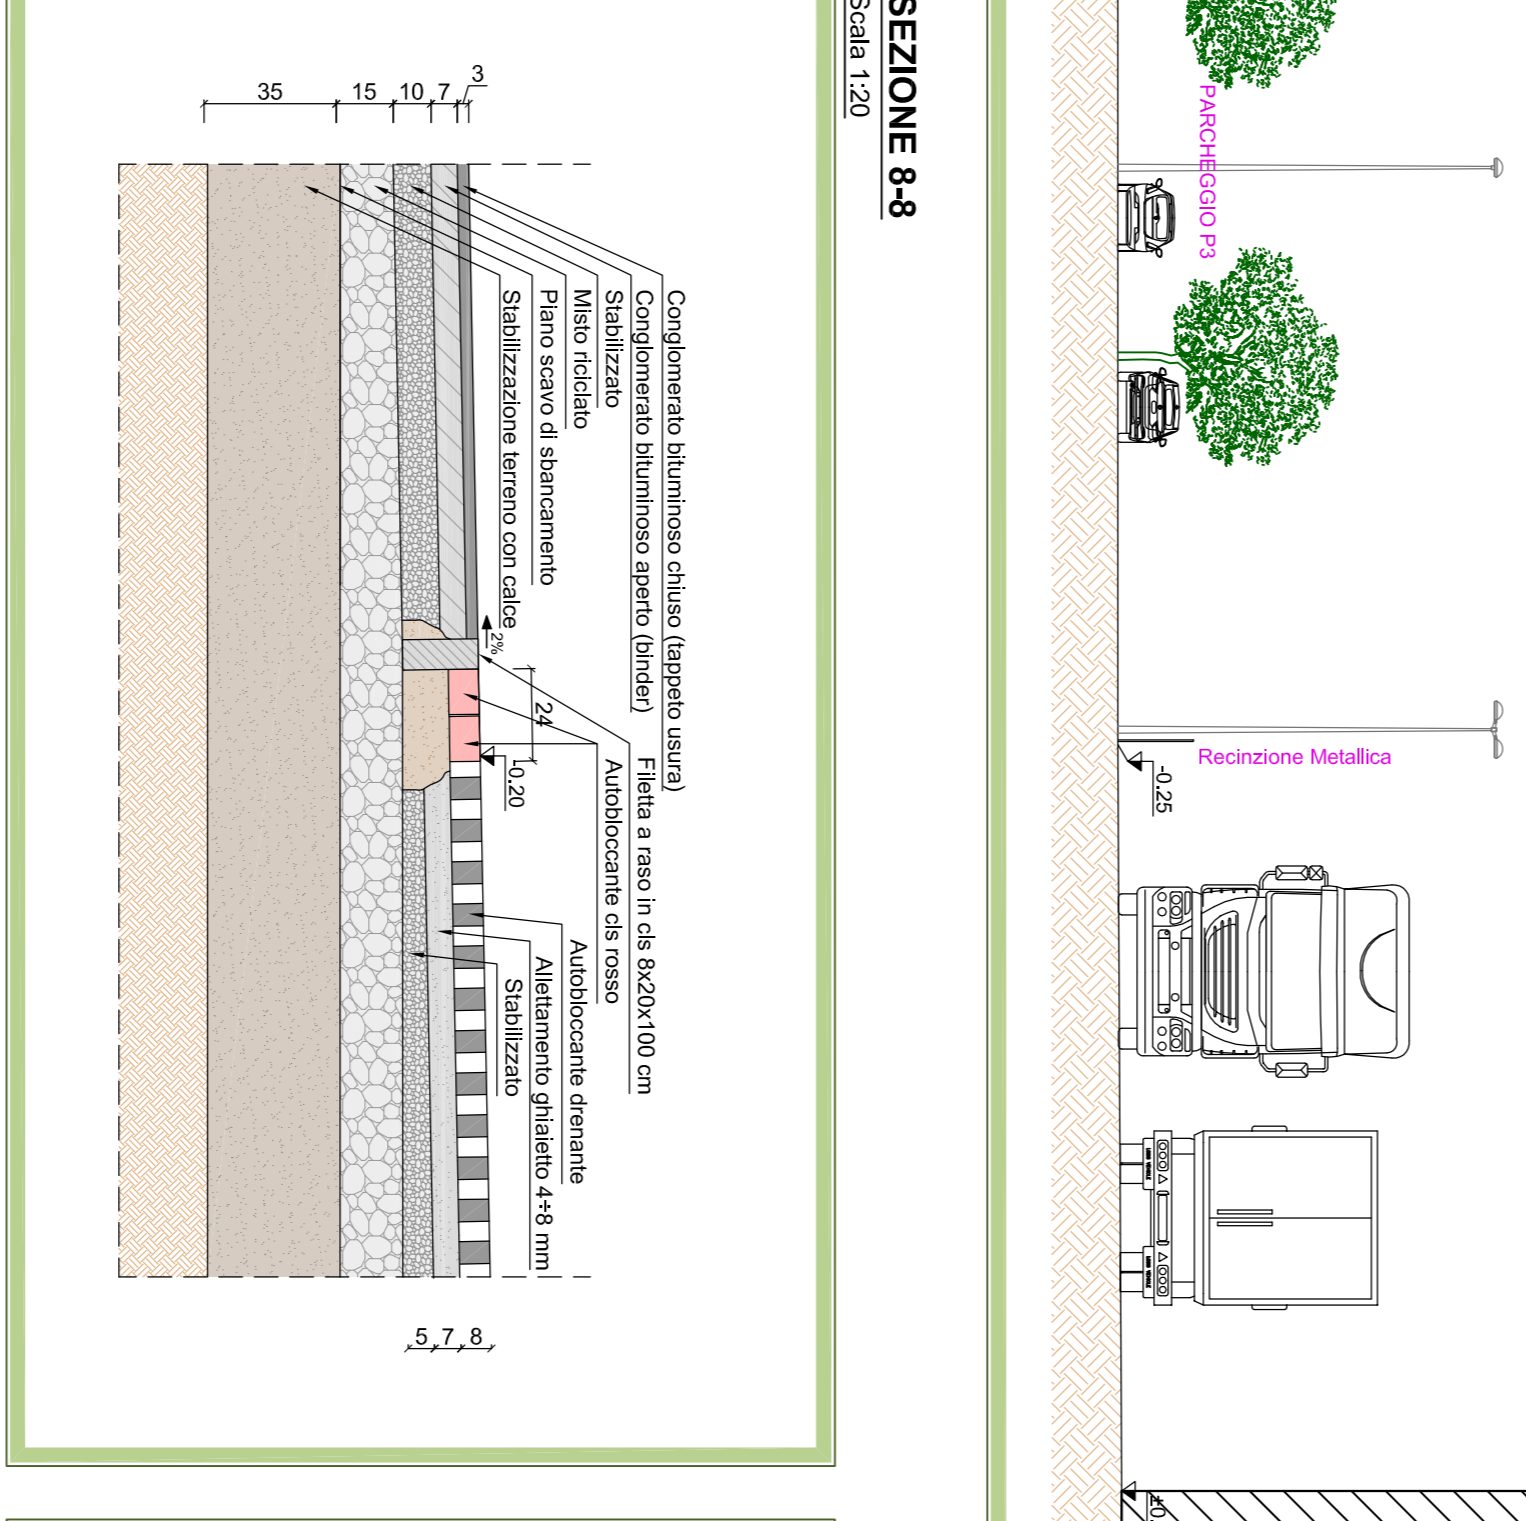 SEZIONE 8-8
Scala 1:20
3
7
10
15
35
Conglomerato bituminoso chiuso (tappeto usura)
Conglomerato bituminoso aperto (binder)
Stabilizzato
Misto riciclato
Piano scavo di sbancamento
Stabilizzazione terreno con calce
2%
24
-0.20
Filetta a raso in cls 8x20x100 cm
Autobloccante cls rosso
Autobloccante drenante
Allettamento ghiaietto 4÷8 mm
Stabilizzato
5
7
8
PARCHEGGIO P3
Recinzione Metallica
-0.25